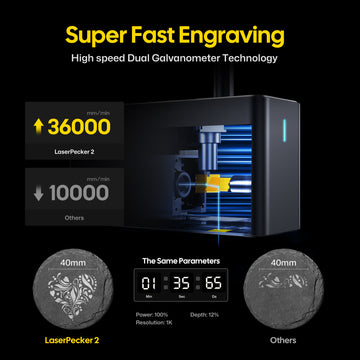 Super Fast Engraving
High speed Dual Galvanometer Technology
mm/min
36000
LaserPecker 2
mm/min
10000
Others
40mm
LaserPecker 2
The Same Parameters
01 : 35 : 65
Min Sec
Power: 100% Depth: 12%
Resolution: 1K
40mm
Others